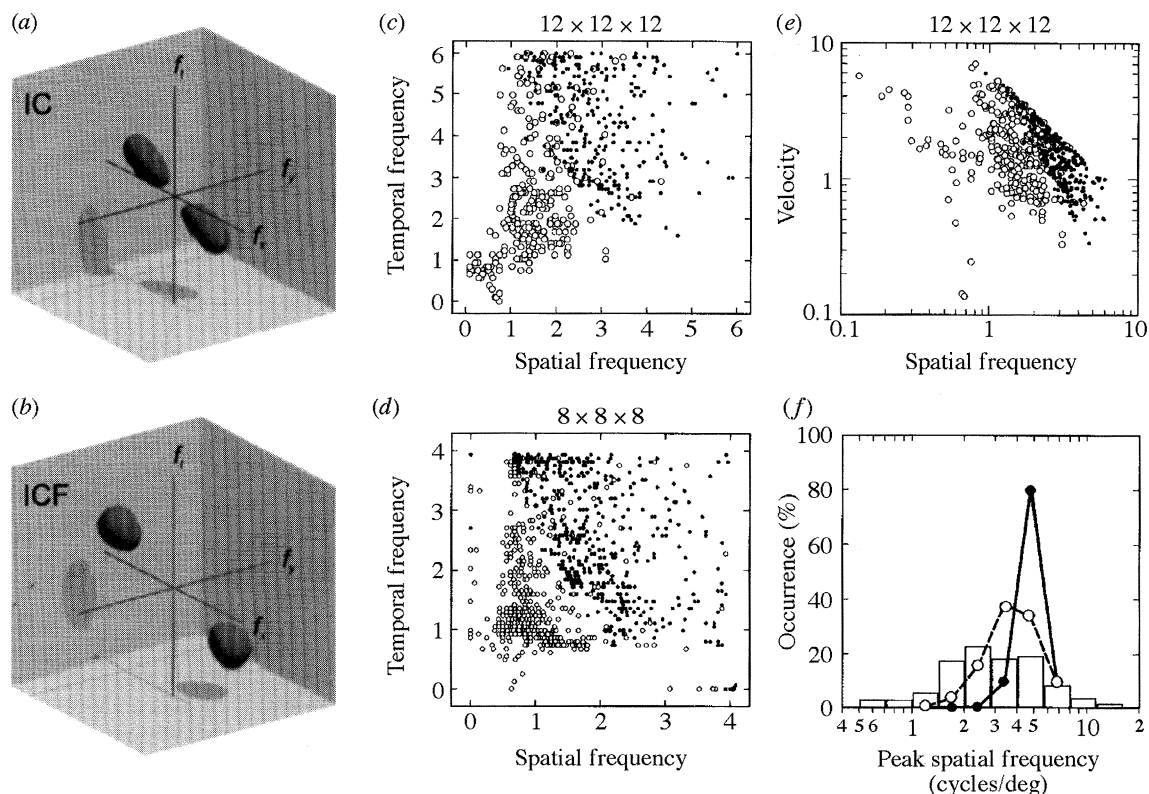 (a)
IC
f_t
f_y
f_x
(b)
ICF
f_t
f_y
f_x
(c)
12 × 12 × 12
Temporal frequency
6
5
4
3
2
1
0
0 1 2 3 4 5 6
Spatial frequency
(d)
8 × 8 × 8
Temporal frequency
4
3
2
1
0
0 1 2 3 4
Spatial frequency
(e)
12 × 12 × 12
Velocity
10
1
0.1
0.1 1 10
Spatial frequency
(f)
Occurrence (%)
100
80
60
40
20
0
4 5 6 1 2 3 4 5 10 2
Peak spatial frequency
(cycles/deg)